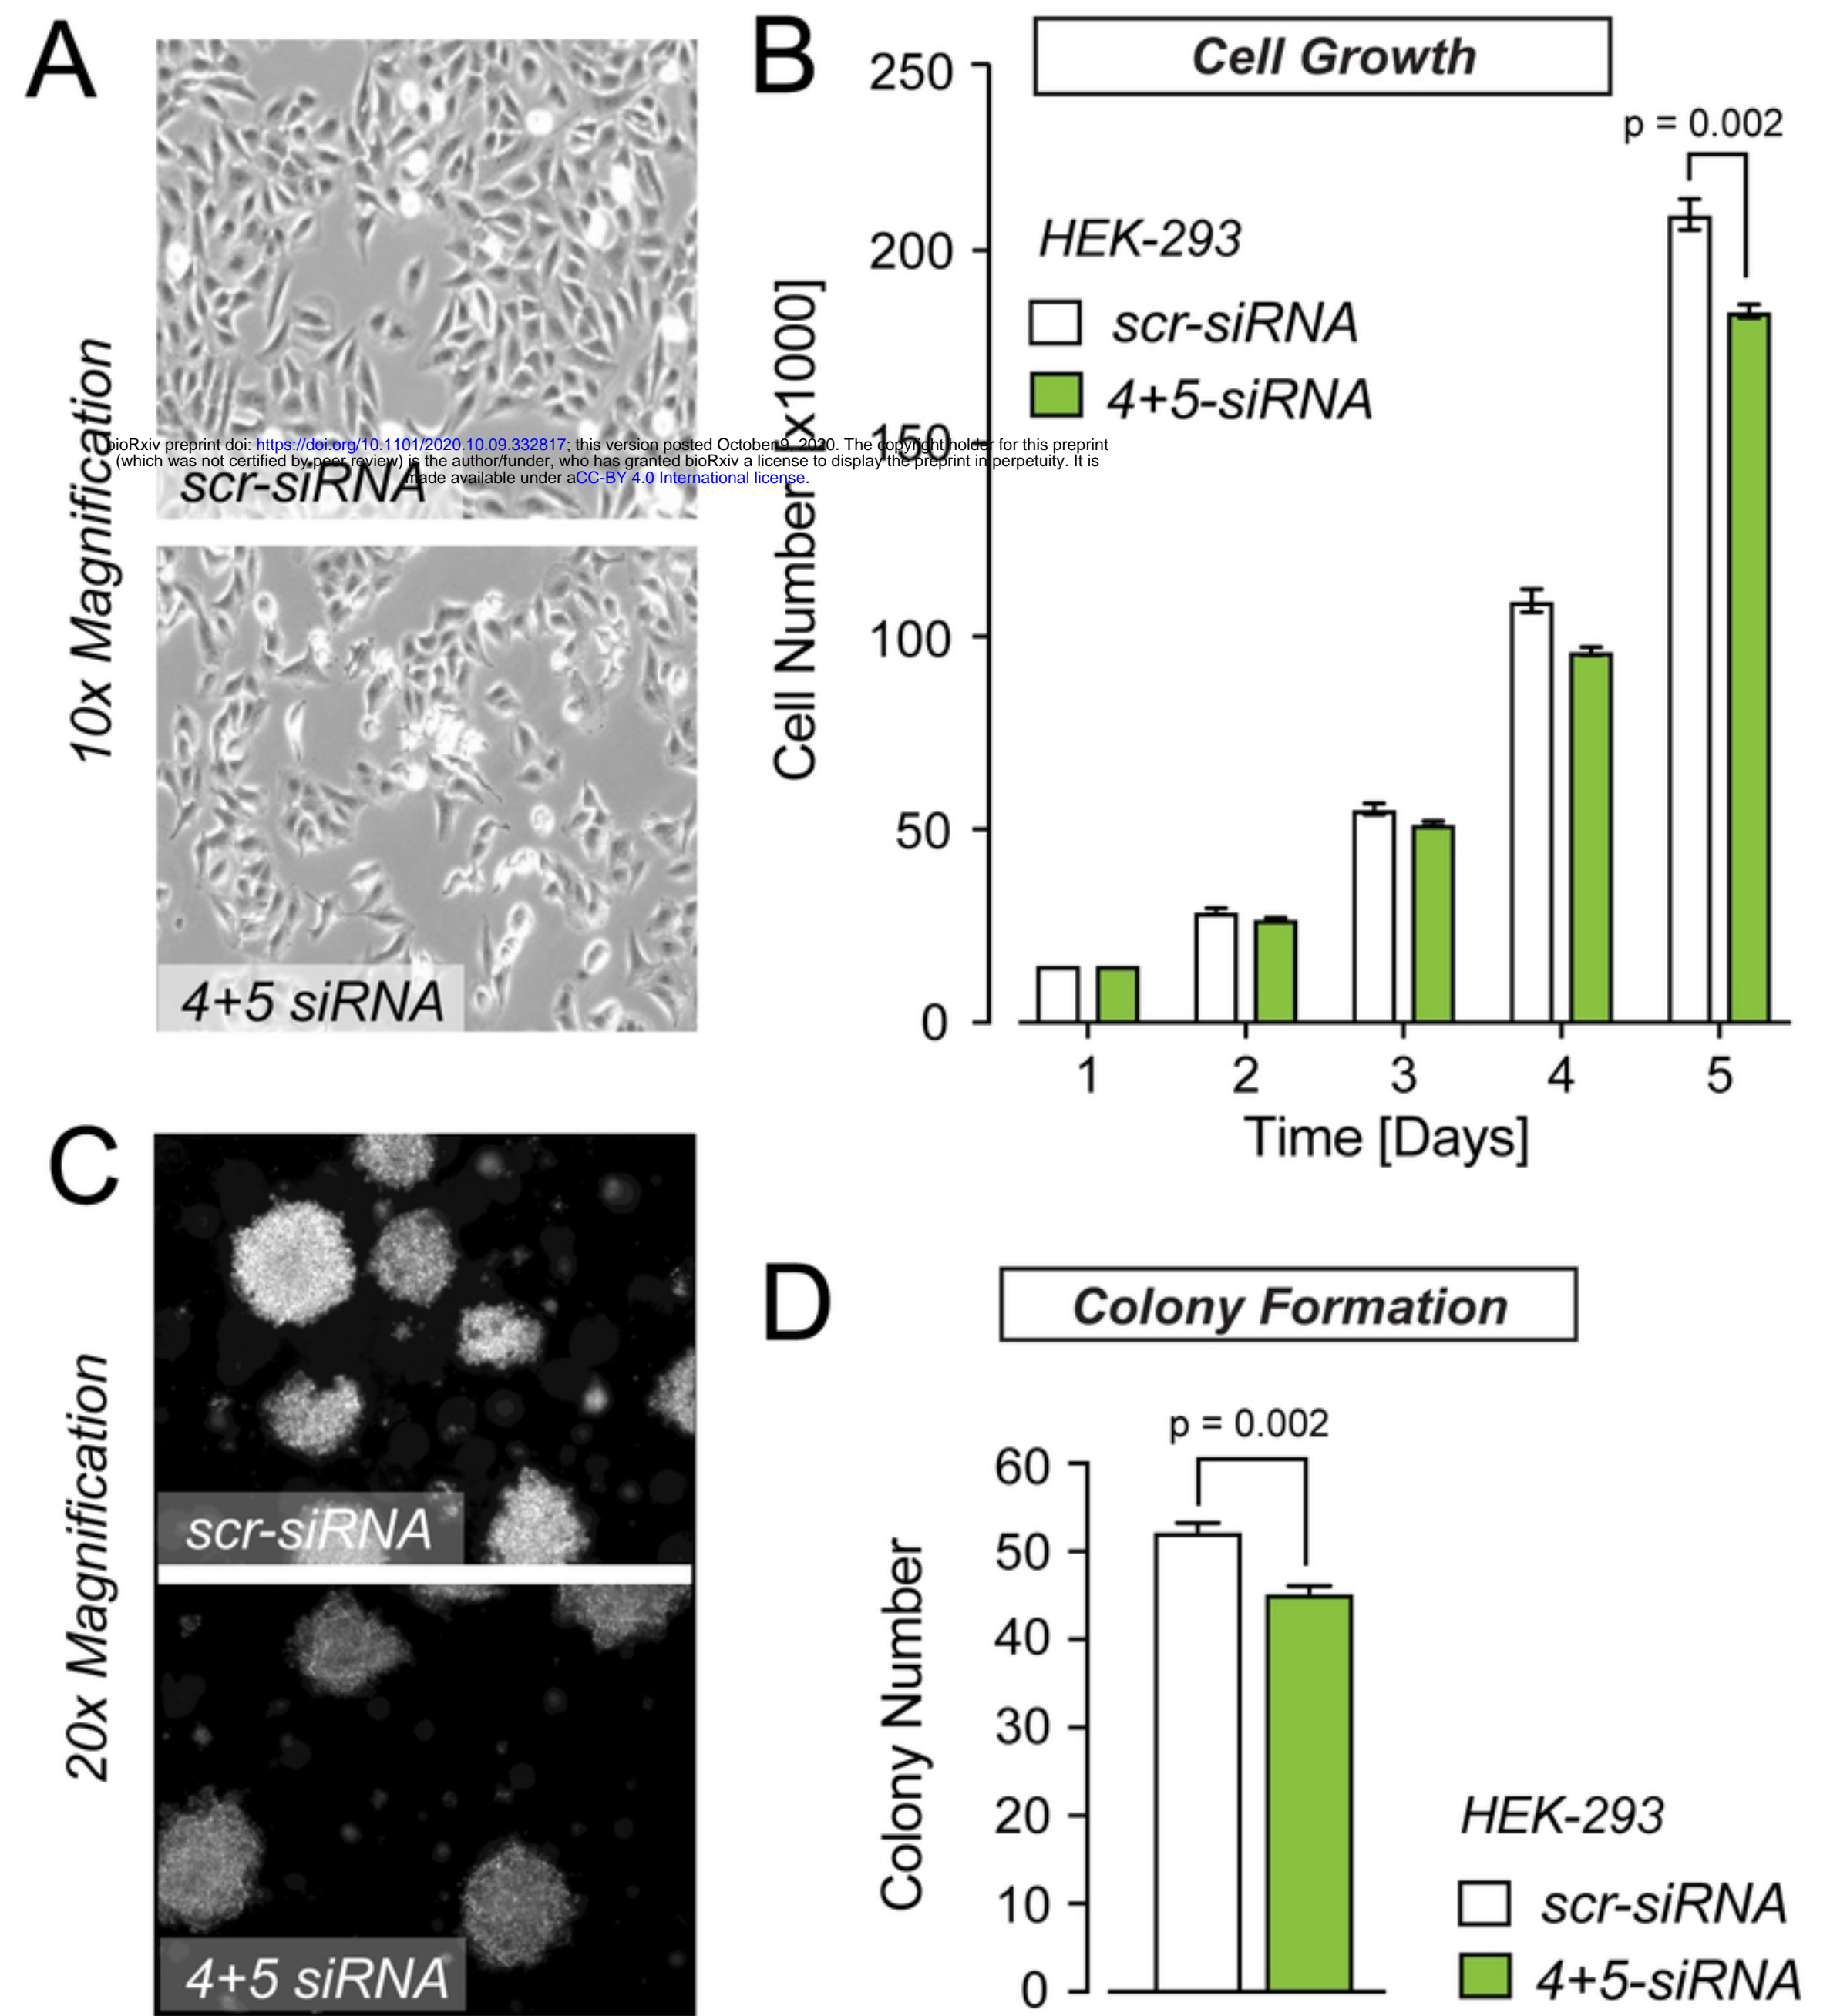 A
10x Magnification
scr-siRNA
4+5 siRNA
bioRxiv preprint doi: https://doi.org/10.1101/2020.10.09.332817; this version posted October 9, 2020. The copyright holder for this preprint
(which was not certified by peer review) is the author/funder, who has granted bioRxiv a license to display the preprint in perpetuity. It is
made available under aCC-BY 4.0 International license.
B
Cell Growth
p = 0.002
HEK-293
scr-siRNA
4+5-siRNA
Cell Number [x1000]
250
200
150
100
50
0
1 2 3 4 5
Time [Days]
C
20x Magnification
scr-siRNA
4+5 siRNA
D
Colony Formation
p = 0.002
Colony Number
60
50
40
30
20
10
0
HEK-293
scr-siRNA
4+5-siRNA